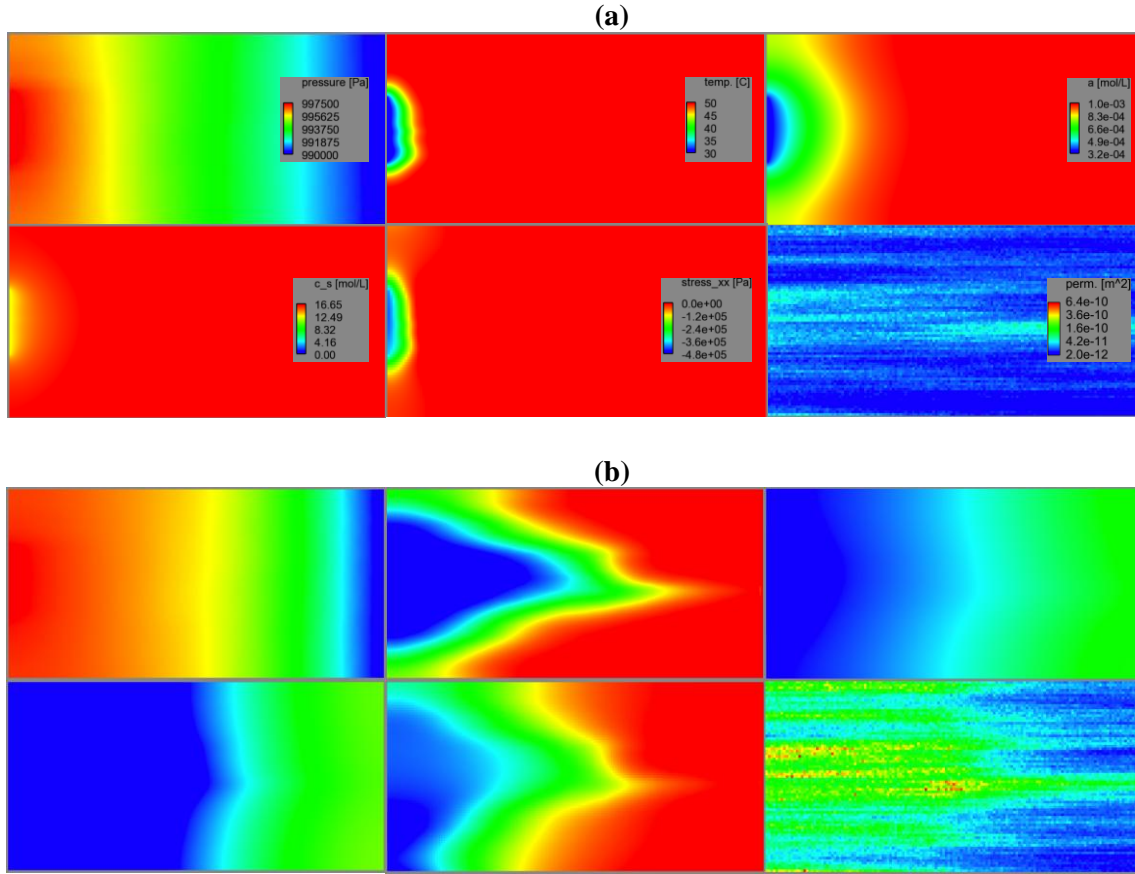 (a)
pressure [Pa]
997500
995625
993750
991875
990000
temp. [C]
50
45
40
35
30
a [mol/L]
1.0e-03
8.3e-04
6.6e-04
4.9e-04
3.2e-04
c_s [mol/L]
16.65
12.49
8.32
4.16
0.00
stress_xx [Pa]
0.0e+00
-1.2e+05
-2.4e+05
-3.6e+05
-4.8e+05
perm. [m^2]
6.4e-10
3.6e-10
1.6e-10
4.2e-11
2.0e-12
(b)